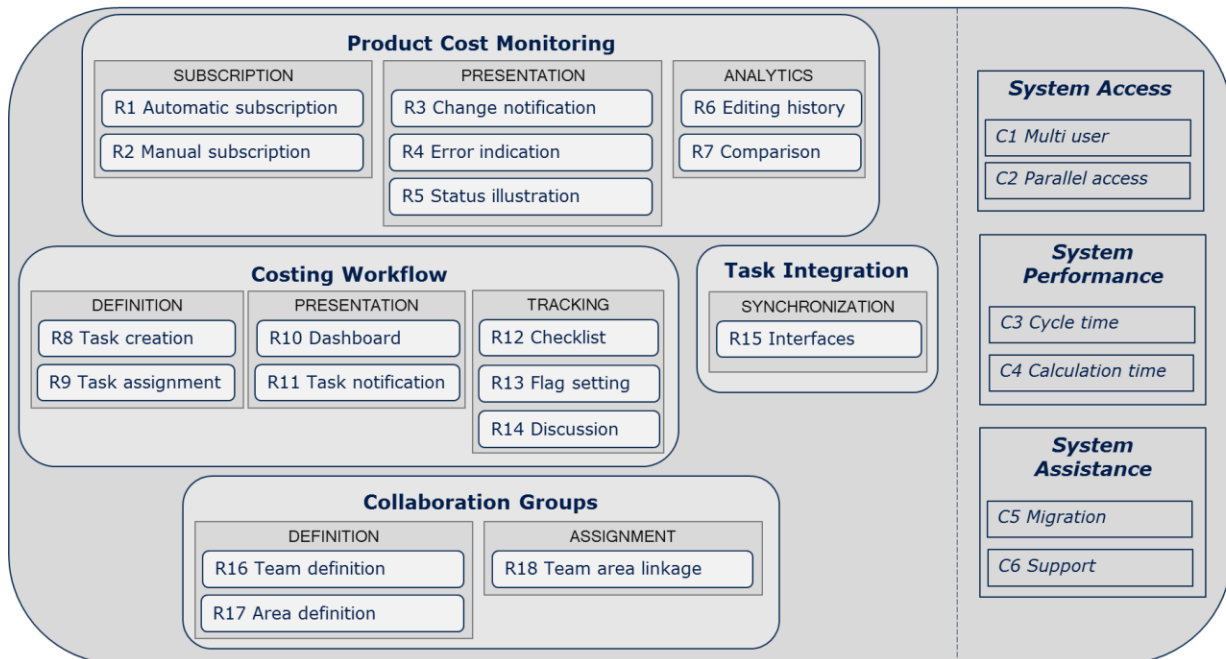 Product Cost Monitoring
SUBSCRIPTION
R1 Automatic subscription
R2 Manual subscription
PRESENTATION
R3 Change notification
R4 Error indication
R5 Status illustration
ANALYTICS
R6 Editing history
R7 Comparison
Costing Workflow
DEFINITION
R8 Task creation
R9 Task assignment
PRESENTATION
R10 Dashboard
R11 Task notification
TRACKING
R12 Checklist
R13 Flag setting
R14 Discussion
Task Integration
SYNCHRONIZATION
R15 Interfaces
Collaboration Groups
DEFINITION
R16 Team definition
R17 Area definition
ASSIGNMENT
R18 Team area linkage
System Access
C1 Multi user
C2 Parallel access
System
Performance
C3 Cycle time
C4 Calculation time
System
Assistance
C5 Migration
C6 Support